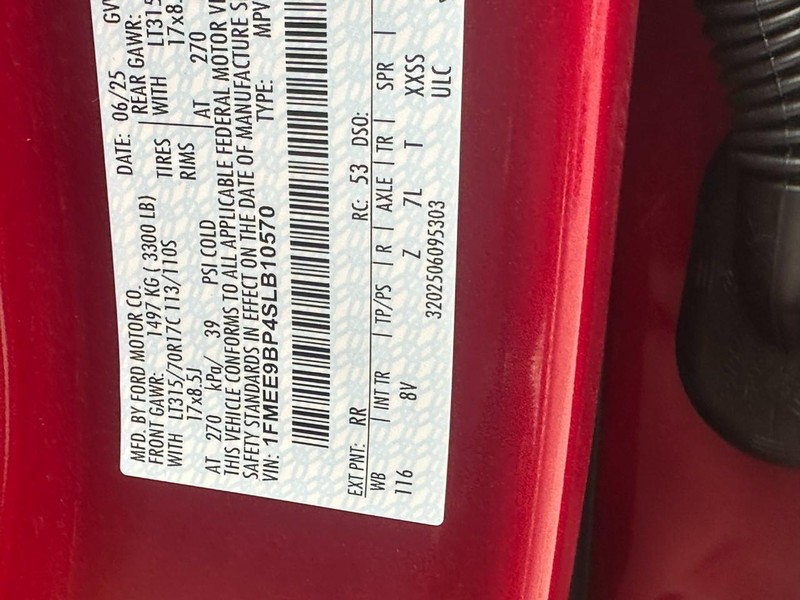 MFD. BY FORD MOTOR CO. DATE: 06/25 GV
FRONT GAWR: 1497 KG ( 3300 LB) REAR GAWR:
WITH LT315/70R17C 113/110S TIRES WITH LT315
17x8.5J RIMS 17x8.5
AT 270 kPa/ 39 PSI COLD AT 270
THIS VEHICLE CONFORMS TO ALL APPLICABLE FEDERAL MOTOR VE
SAFETY STANDARDS IN EFFECT ON THE DATE OF MANUFACTURE S
VIN: 1FMEE9BP4SLB10570 TYPE: MPV
EXT PNT: RR RC: 53 DSO:
WB INT TR TP/PS R AXLE TR SPR
116 8V Z 7L T XXSS
3202506095303 ULC